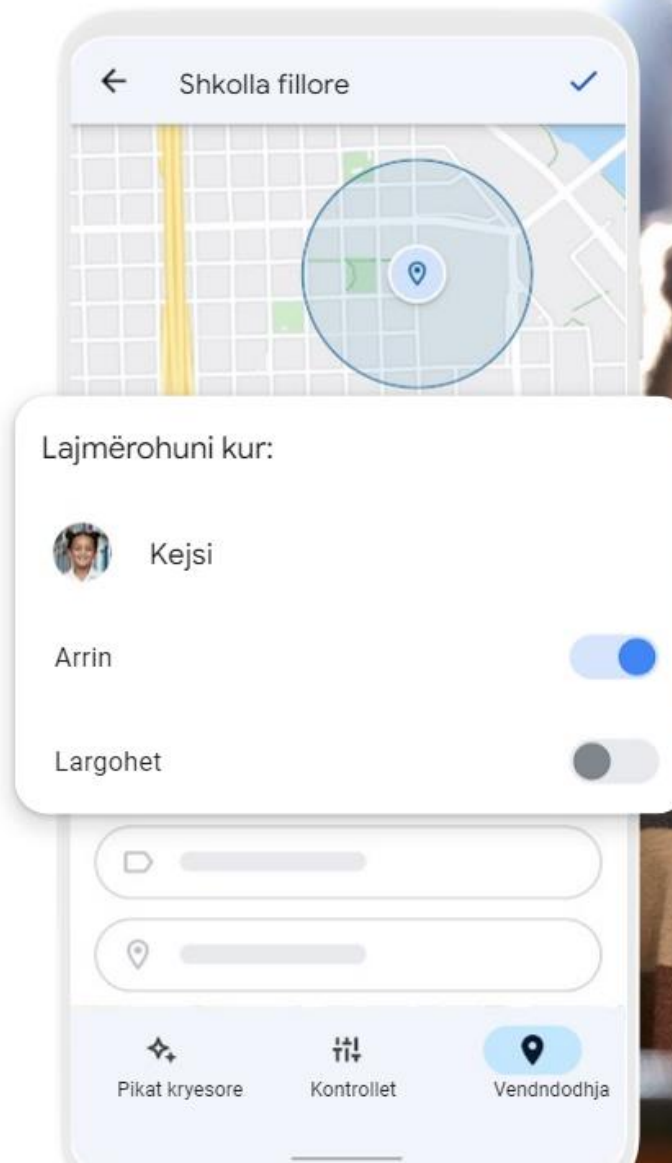 Shkolla fillore
Lajmërohuni kur:
Kejsi
Arrin
Largohet
Pikat kryesore
Kontrollet
Vendndodhja